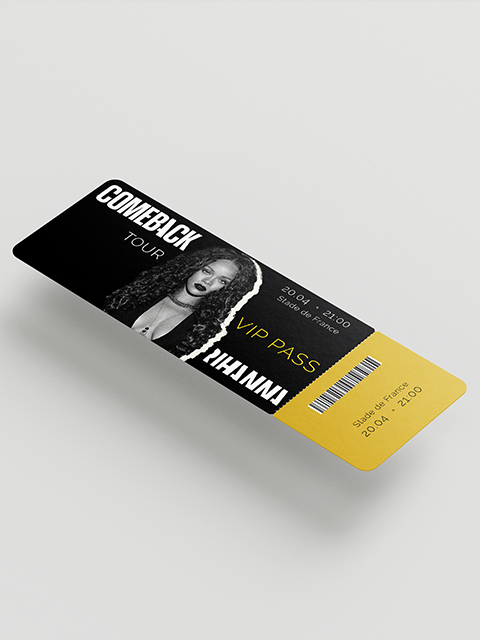 COMEBACK
TOUR
20.04 • 21:00
Stade de France
VIP PASS
RIHANNA
Stade de France
20.04 • 21:00